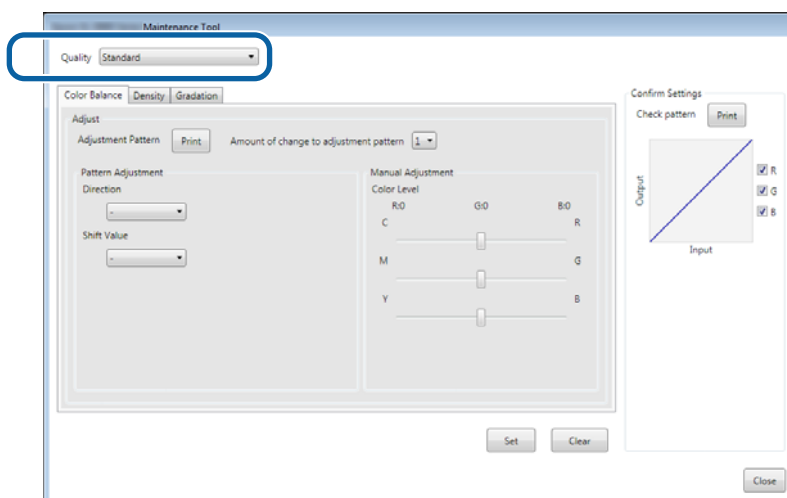 Maintenance Tool
Quality Standard
Color Balance Density Gradation
Adjust
Adjustment Pattern Print Amount of change to adjustment pattern 1
Pattern Adjustment
Direction
-
Shift Value
-
Manual Adjustment
Color Level
R:0 G:0 B:0
C R
M G
Y B
Set Clear
Confirm Settings
Check pattern Print
Output
R
G
B
Input
Close